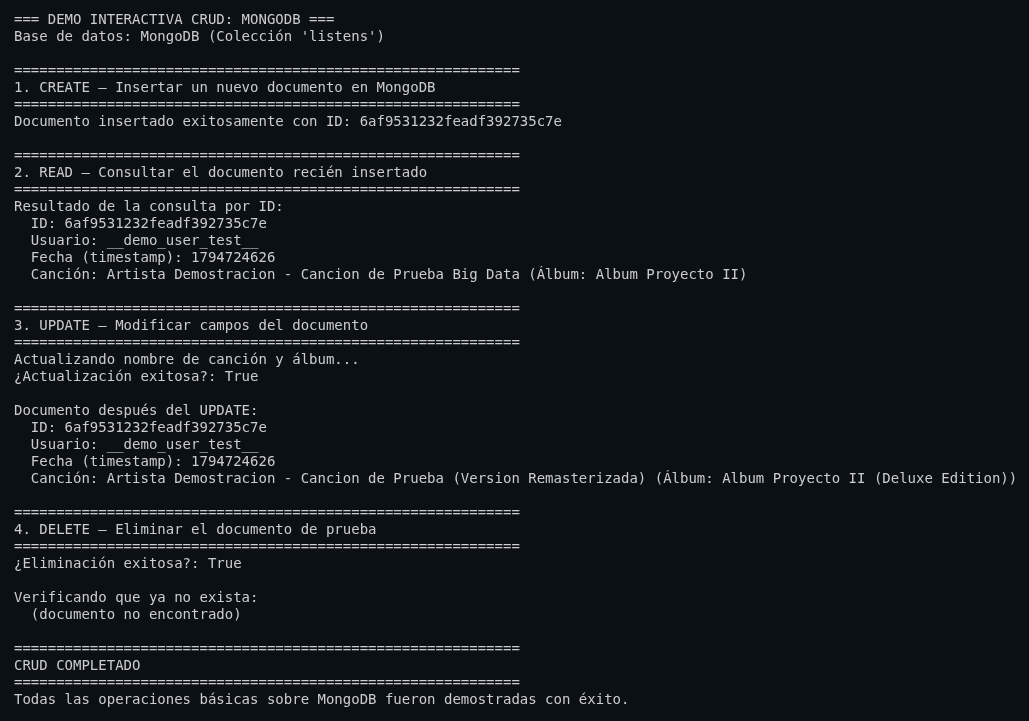 === DEMO INTERACTIVA CRUD: MONGODB ===
Base de datos: MongoDB (Colección 'listens')
============================================================
1. CREATE — Insertar un nuevo documento en MongoDB
============================================================
Documento insertado exitosamente con ID: 6af9531232feadf392735c7e
============================================================
2. READ — Consultar el documento recién insertado
============================================================
Resultado de la consulta por ID:
  ID: 6af9531232feadf392735c7e
  Usuario: __demo_user_test__
  Fecha (timestamp): 1794724626
  Canción: Artista Demostracion - Cancion de Prueba Big Data (Álbum: Album Proyecto II)
============================================================
3. UPDATE — Modificar campos del documento
============================================================
Actualizando nombre de canción y álbum...
¿Actualización exitosa?: True
Documento después del UPDATE:
  ID: 6af9531232feadf392735c7e
  Usuario: __demo_user_test__
  Fecha (timestamp): 1794724626
  Canción: Artista Demostracion - Cancion de Prueba (Version Remasterizada) (Álbum: Album Proyecto II (Deluxe Edition))
============================================================
4. DELETE — Eliminar el documento de prueba
============================================================
¿Eliminación exitosa?: True
Verificando que ya no exista:
  (documento no encontrado)
============================================================
CRUD COMPLETADO
============================================================
Todas las operaciones básicas sobre MongoDB fueron demostradas con éxito.